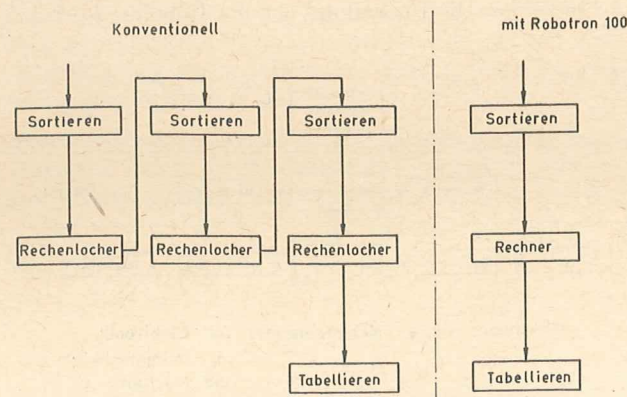 Konventionell
mit Robotron 100
Sortieren
Sortieren
Sortieren
Sortieren
Rechenlocher
Rechenlocher
Rechenlocher
Rechner
Tabellieren
Tabellieren